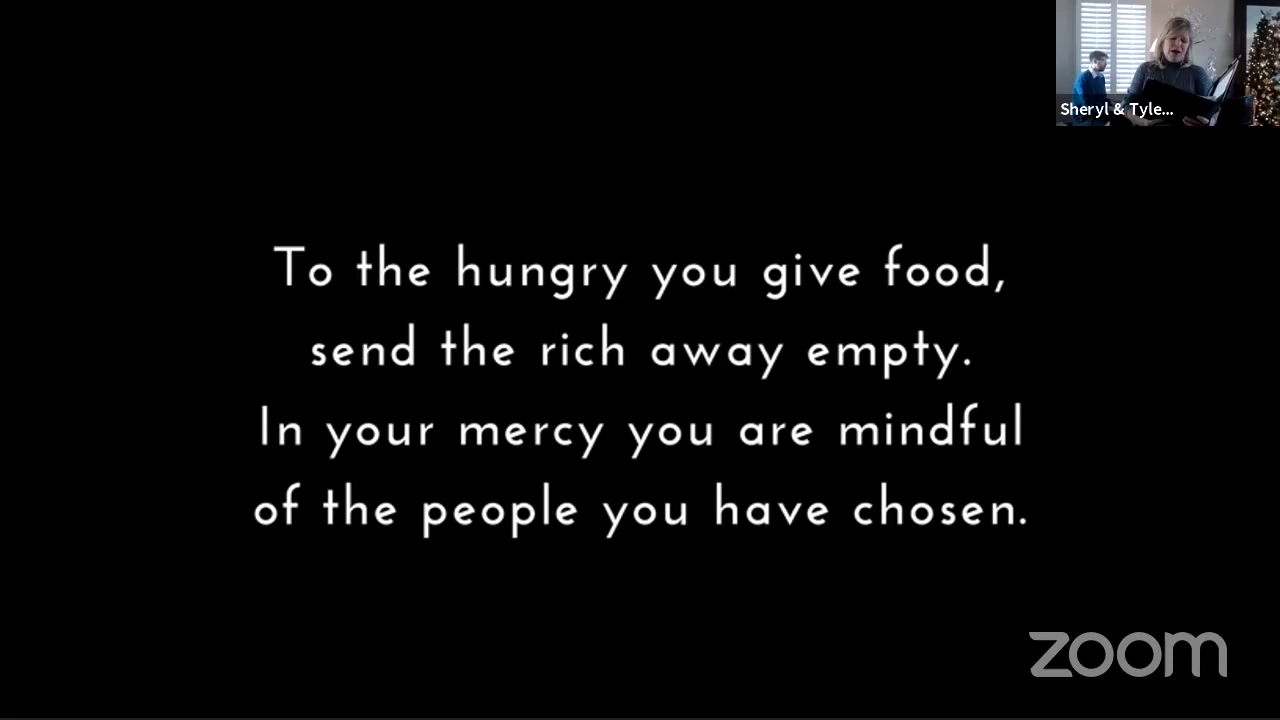 Sheryl & Tyle...
To the hungry you give food,
send the rich away empty.
In your mercy you are mindful
of the people you have chosen.
zoom